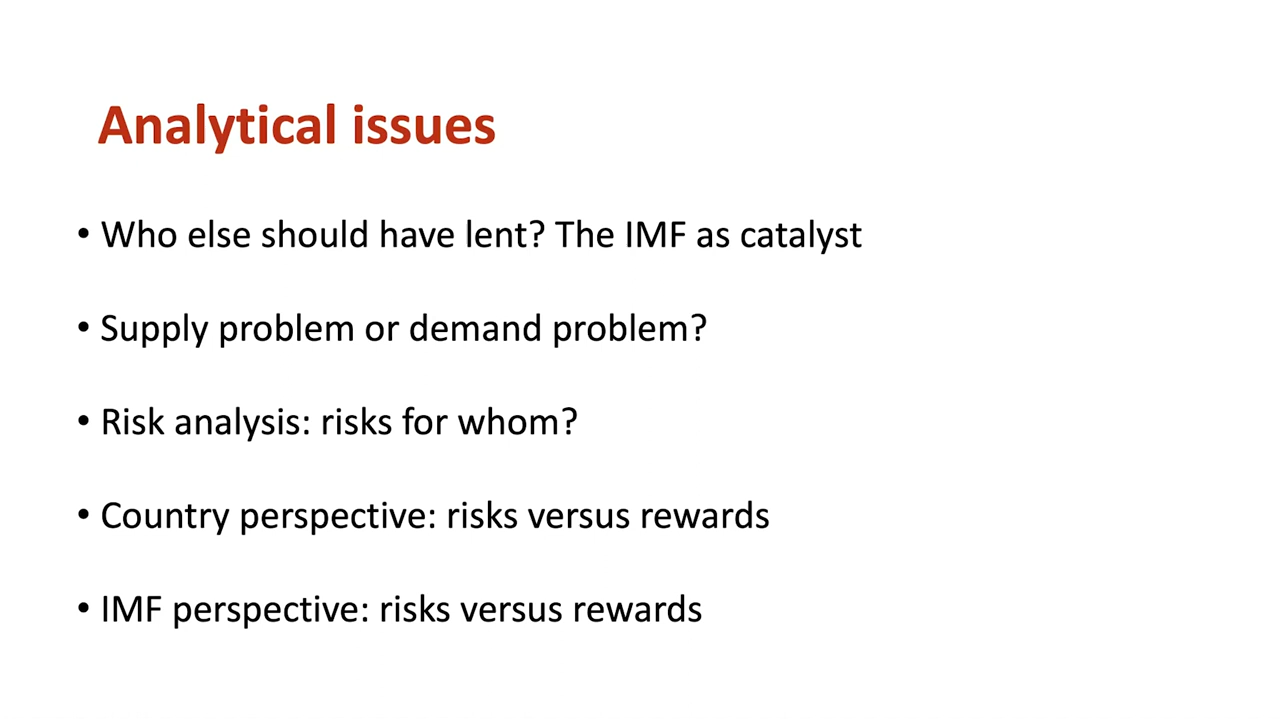 Analytical issues
• Who else should have lent? The IMF as catalyst
• Supply problem or demand problem?
• Risk analysis: risks for whom?
• Country perspective: risks versus rewards
• IMF perspective: risks versus rewards